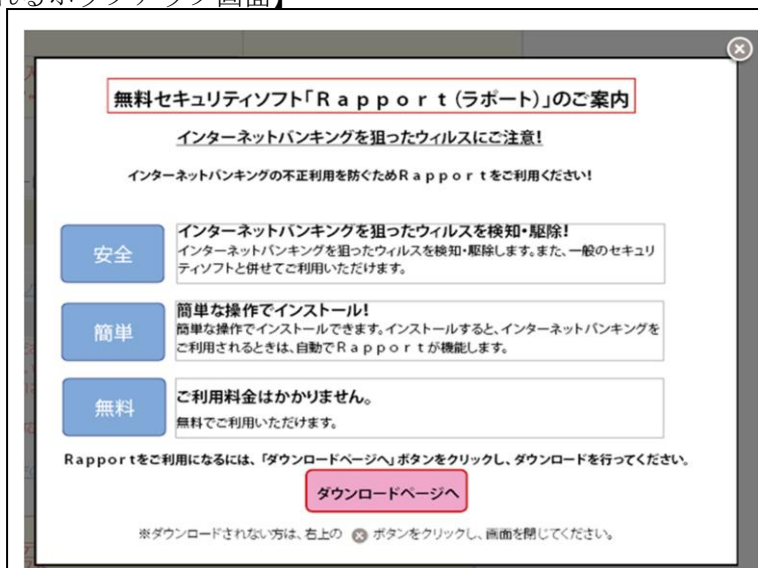 れるポップアップ画面】
無料セキュリティソフト「Ｒａｐｐｏｒｔ（ラポート）」のご案内
インターネットバンキングを狙ったウィルスにご注意！
インターネットバンキングの不正利用を防ぐためＲａｐｐｏｒｔをご利用ください！
安全
インターネットバンキングを狙ったウィルスを検知・駆除！
インターネットバンキングを狙ったウィルスを検知・駆除します。また、一般のセキュリ
ティソフトと併せてご利用いただけます。
簡単
簡単な操作でインストール！
簡単な操作でインストールできます。インストールすると、インターネットバンキングを
ご利用されるときは、自動でＲａｐｐｏｒｔが機能します。
無料
ご利用料金はかかりません。
無料でご利用いただけます。
Ｒａｐｐｏｒｔをご利用になるには、「ダウンロードページへ」ボタンをクリックし、ダウンロードを行ってください。
ダウンロードページへ
※ダウンロードされない方は、右上の ボタンをクリックし、画面を閉じてください。